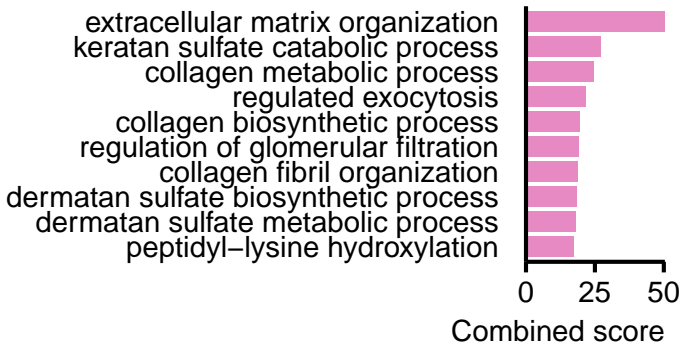 extracellular matrix organization
keratan sulfate catabolic process
collagen metabolic process
regulated exocytosis
collagen biosynthetic process
regulation of glomerular filtration
collagen fibril organization
dermatan sulfate biosynthetic process
dermatan sulfate metabolic process
peptidyl−lysine hydroxylation
0 25 50
Combined score